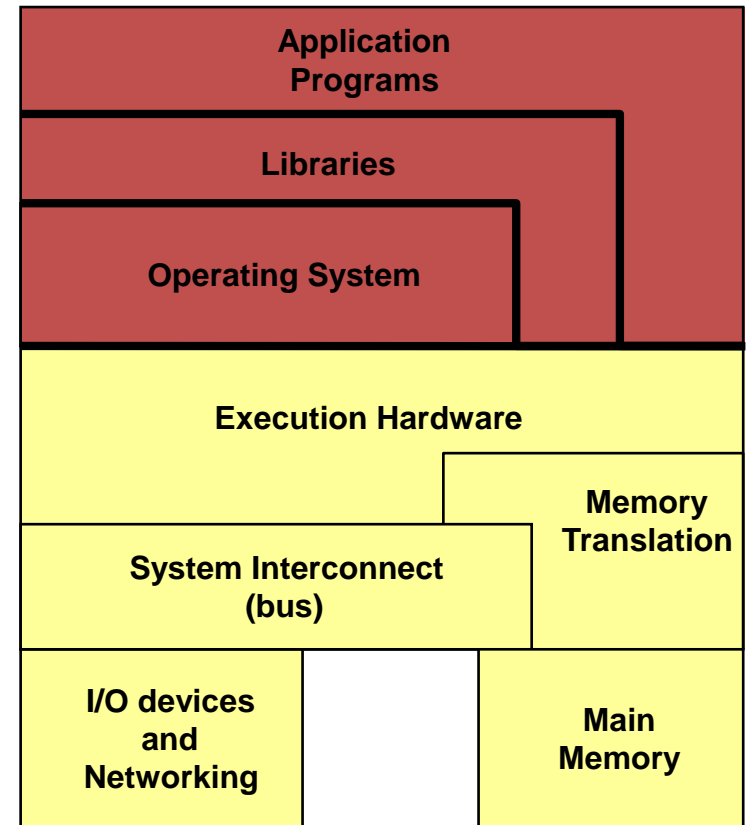 Application
Programs
Libraries
Operating System
Execution Hardware
Memory
Translation
System Interconnect
(bus)
I/O devices
and
Networking
Main
Memory